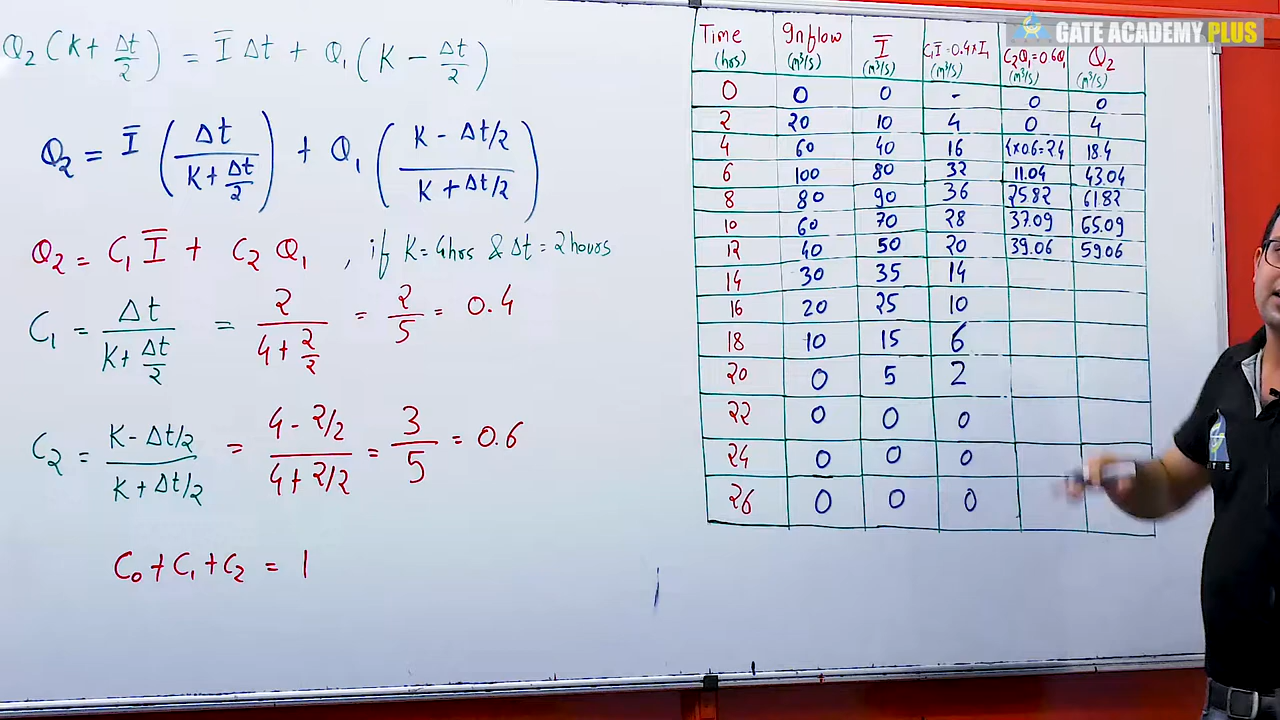 GATE ACADEMY PLUS
Q₂(K + Δt/2) = I̅ Δt + Q₁(K − Δt/2)
Q₂ = I̅ (Δt / (K + Δt/2)) + Q₁ ((K − Δt/2) / (K + Δt/2))
Q₂ = C₁ I̅ + C₂ Q₁ , if K = 4hrs & Δt = 2 hours
C₁ = Δt / (K + Δt/2) = 2 / (4 + 2/2) = 2/5 = 0.4
C₂ = (K − Δt/2) / (K + Δt/2) = (4 − 2/2) / (4 + 2/2) = 3/5 = 0.6
C₀ + C₁ + C₂ = 1
Time (hrs) Inflow (m³/s) I̅ (m³/s) C₁I̅ = 0.4×I₁ (m³/s) C₂Q₁ = 0.6Q₁ (m³/s) Q₂ (m³/s)
0 0 0 - 0 0
2 20 10 4 0 4
4 60 40 16 4×06=24 18.4
6 100 80 32 11.04 43.04
8 80 90 36 25.82 61.82
10 60 70 28 37.09 65.09
12 40 50 20 39.06 59.06
14 30 35 14
16 20 25 10
18 10 15 6
20 0 5 2
22 0 0 0
24 0 0 0
26 0 0 0